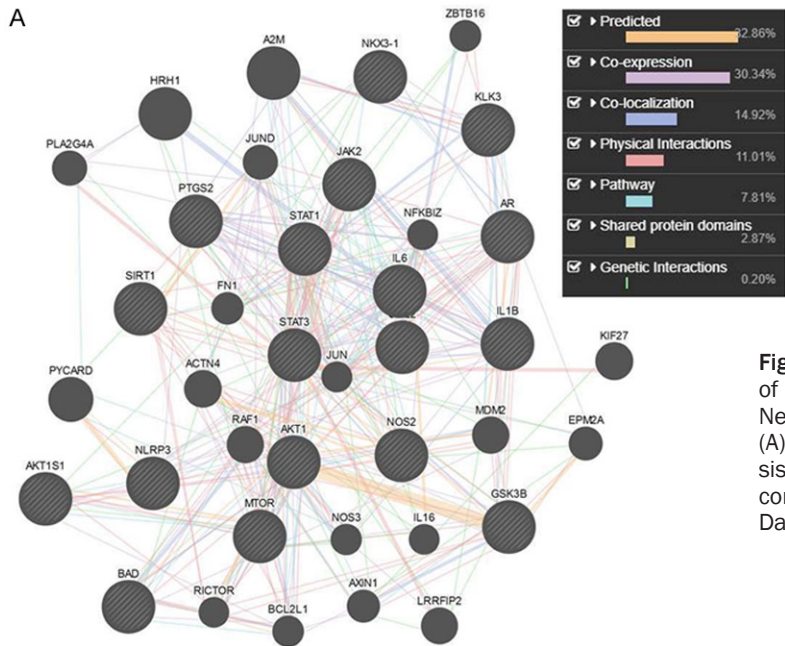 A
ZBTB16
A2M
NKX3-1
HRH1
KLK3
JUND
PLA2G4A
JAK2
PTGS2
STAT1
NFKBIZ
AR
IL6
SIRT1
FN1
STAT3
IL1B
KIF27
JUN
PYCARD
ACTN4
RAF1
MDM2
EPM2A
AKT1
NOS2
NLRP3
AKT1S1
GSK3B
MTOR
NOS3
IL16
BAD
RICTOR
AXIN1
BCL2L1
LRRFIP2
Predicted
32.86%
Co-expression
30.34%
Co-localization
14.92%
Physical Interactions
11.01%
Pathway
7.81%
Shared protein domains
2.87%
Genetic Interactions
0.20%
Fig
of
Ne
(A)
sis
cor
Da